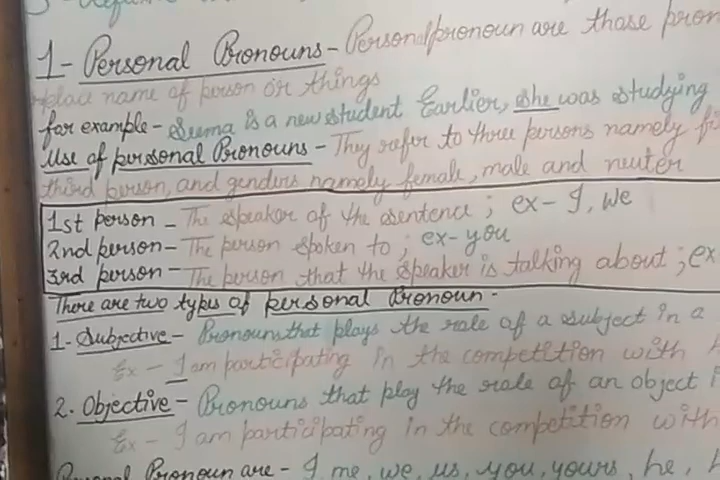 1- Personal Pronouns - Personal pronoun are those pron
place name of person or things
for example - Seema is a new student Earlier, she was studying
Use of personal Pronouns - They refer to three persons namely fi
third person, and genders namely female, male and neuter
1st person - The speaker of the sentence ; ex - I, we
2nd person - The person spoken to ; ex - you
3rd person - The person that the speaker is talking about ; ex
There are two types of personal Pronoun -
1 - Subjective - Pronouns that plays the role of a subject in a
Ex - I am participating in the competition with
2. Objective - Pronouns that play the role of an object
Ex - I am participating in the competition with
Pronoun are - I, me, we, us, you, yours, he,